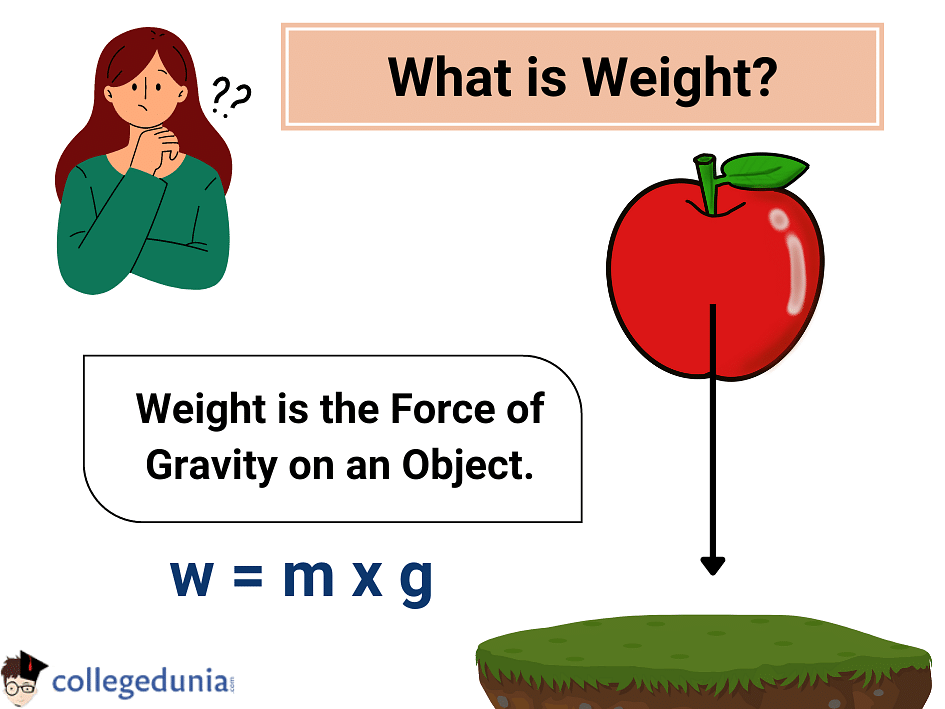 What is Weight?
??
Weight is the Force of
Gravity on an Object.
w = m x g
collegedunia.com